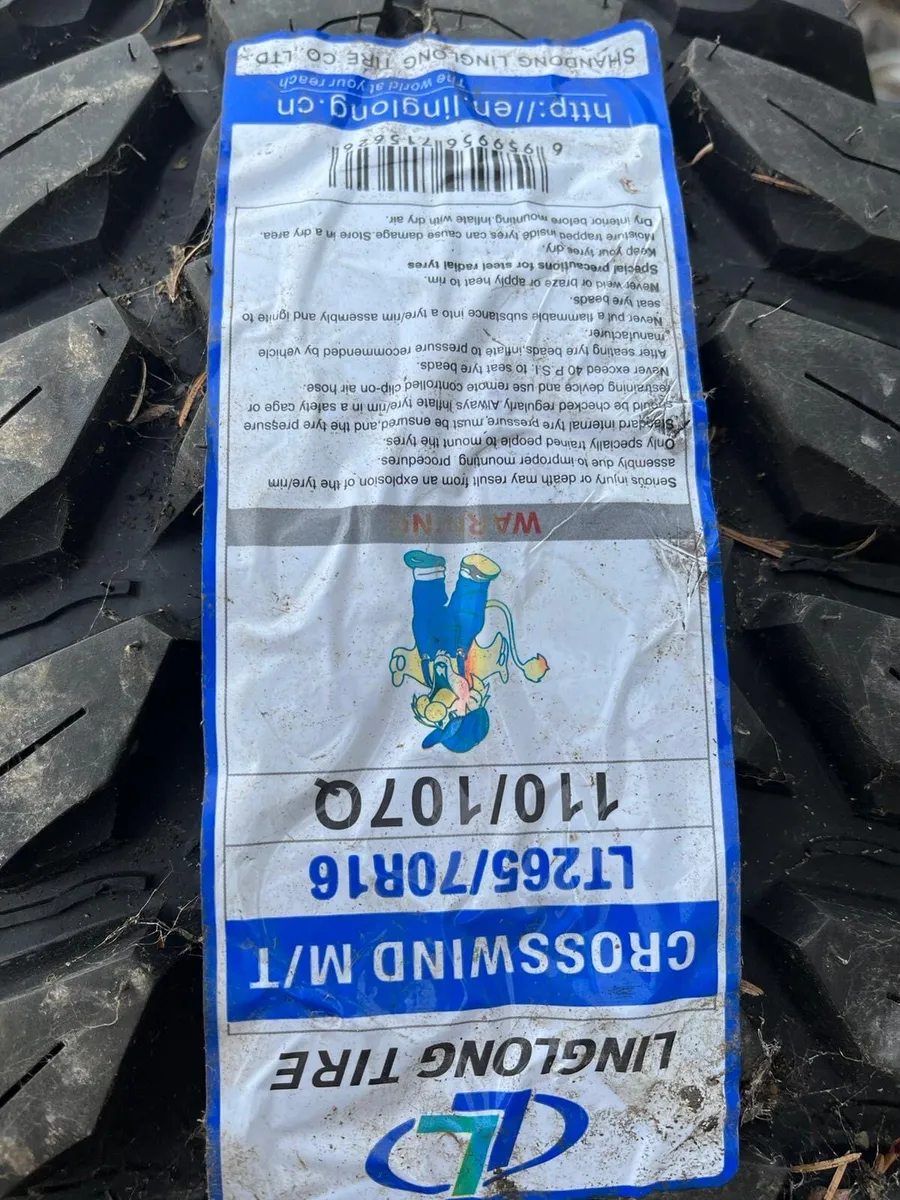 LINGLONG TIRE
CROSSWIND M/T
LT265/70R16
110/107Q
WARNING
Serious injury or death may result from an explosion of the tyre/rim
assembly due to improper mounting procedures.
Only specially trained people to mount the tyres.
Standard internal tyre pressure must be ensured,and the tyre pressure
should be checked regularly.Always inflate tyre/rim in a safety cage or
restraining device and use remote controlled clip-on air hose.
Never exceed 40 P.S.I. to seat tyre beads.
After seating tyre beads,inflate to pressure recommended by vehicle
manufacturer.
Never put a flammable substance into a tyre/rim assembly and ignite to
seat tyre beads.
Never weld or braze or apply heat to rim.
Special precautions for steel radial tyres
Keep your tyres dry.
Moisture trapped inside tyres can cause damage.Store in a dry area.
Dry interior before mounting.Inflate with dry air.
6 959956 715626
http://en.linglong.cn
The world at your reach
SHANDONG LINGLONG TIRE CO.,LTD.